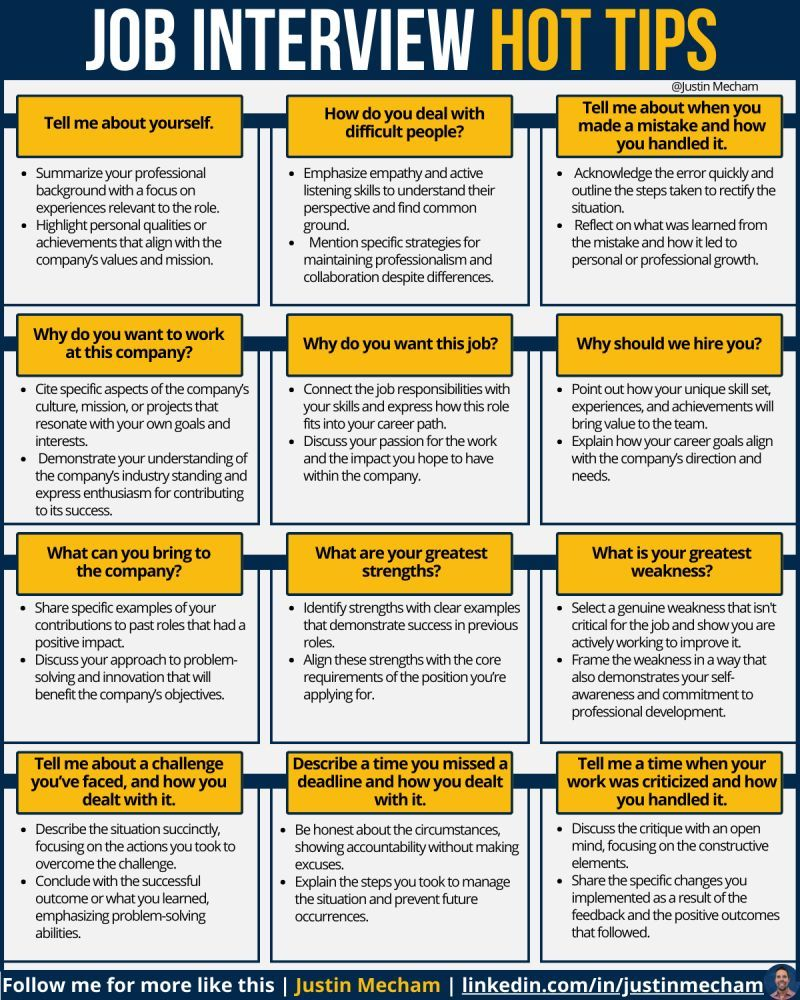 JOB INTERVIEW HOT TIPS
@Justin Mecham
Tell me about yourself.
• Summarize your professional
background with a focus on
experiences relevant to the role.
• Highlight personal qualities or
achievements that align with the
company's values and mission.
How do you deal with
difficult people?
• Emphasize empathy and active
listening skills to understand their
perspective and find common
ground.
• Mention specific strategies for
maintaining professionalism and
collaboration despite differences.
Tell me about when you
made a mistake and how
you handled it.
• Acknowledge the error quickly and
outline the steps taken to rectify the
situation.
• Reflect on what was learned from
the mistake and how it led to
personal or professional growth.
Why do you want to work
at this company?
• Cite specific aspects of the company's
culture, mission, or projects that
resonate with your own goals and
interests.
• Demonstrate your understanding of
the company's industry standing and
express enthusiasm for contributing
to its success.
Why do you want this job?
• Connect the job responsibilities with
your skills and express how this role
fits into your career path.
• Discuss your passion for the work
and the impact you hope to have
within the company.
Why should we hire you?
• Point out how your unique skill set,
experiences, and achievements will
bring value to the team.
• Explain how your career goals align
with the company's direction and
needs.
What can you bring to
the company?
• Share specific examples of your
contributions to past roles that had a
positive impact.
• Discuss your approach to problem-
solving and innovation that will
benefit the company's objectives.
What are your greatest
strengths?
• Identify strengths with clear examples
that demonstrate success in previous
roles.
• Align these strengths with the core
requirements of the position you're
applying for.
What is your greatest
weakness?
• Select a genuine weakness that isn't
critical for the job and show you are
actively working to improve it.
• Frame the weakness in a way that
also demonstrates your self-
awareness and commitment to
professional development.
Tell me about a challenge
you've faced, and how you
dealt with it.
• Describe the situation succinctly,
focusing on the actions you took to
overcome the challenge.
• Conclude with the successful
outcome or what you learned,
emphasizing problem-solving
abilities.
Describe a time you missed a
deadline and how you dealt
with it.
• Be honest about the circumstances,
showing accountability without making
excuses.
• Explain the steps you took to manage
the situation and prevent future
occurrences.
Tell me a time when your
work was criticized and how
you handled it.
• Discuss the critique with an open
mind, focusing on the constructive
elements.
• Share the specific changes you
implemented as a result of the
feedback and the positive outcomes
that followed.
Follow me for more like this | Justin Mecham | linkedin.com/in/justinmecham